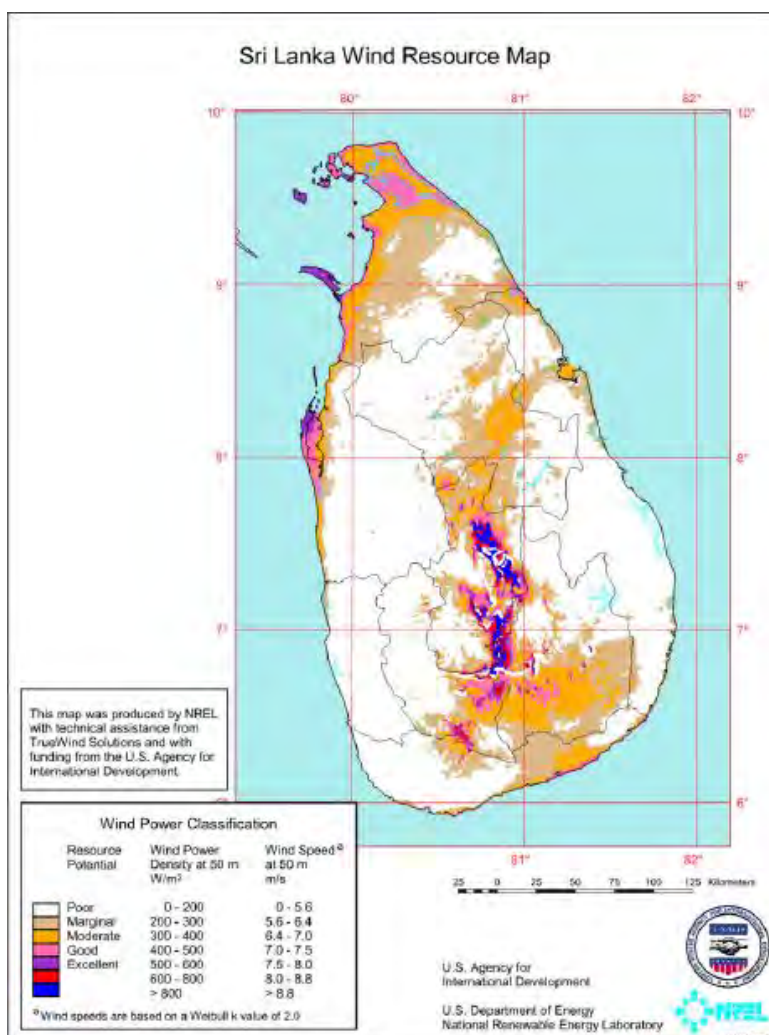 Sri Lanka Wind Resource Map
80° 81° 82°
10° 10°
9° 9°
8° 8°
7° 7°
6° 6°
81° 82°
This map was produced by NREL
with technical assistance from
TrueWind Solutions and with
funding from the U.S. Agency for
International Development.
Wind Power Classification
Resource Wind Power Wind Speed a
Potential Density at 50 m at 50 m
W/m² m/s
Poor 0 - 200 0 - 5.6
Marginal 200 - 300 5.6 - 6.4
Moderate 300 - 400 6.4 - 7.0
Good 400 - 500 7.0 - 7.5
Excellent 500 - 600 7.5 - 8.0
600 - 800 8.0 - 8.8
> 800 > 8.8
a Wind speeds are based on a Weibull k value of 2.0
25 0 25 50 75 100 125 Kilometers
U.S. Agency for
International Development
U.S. Department of Energy
National Renewable Energy Laboratory
NREL